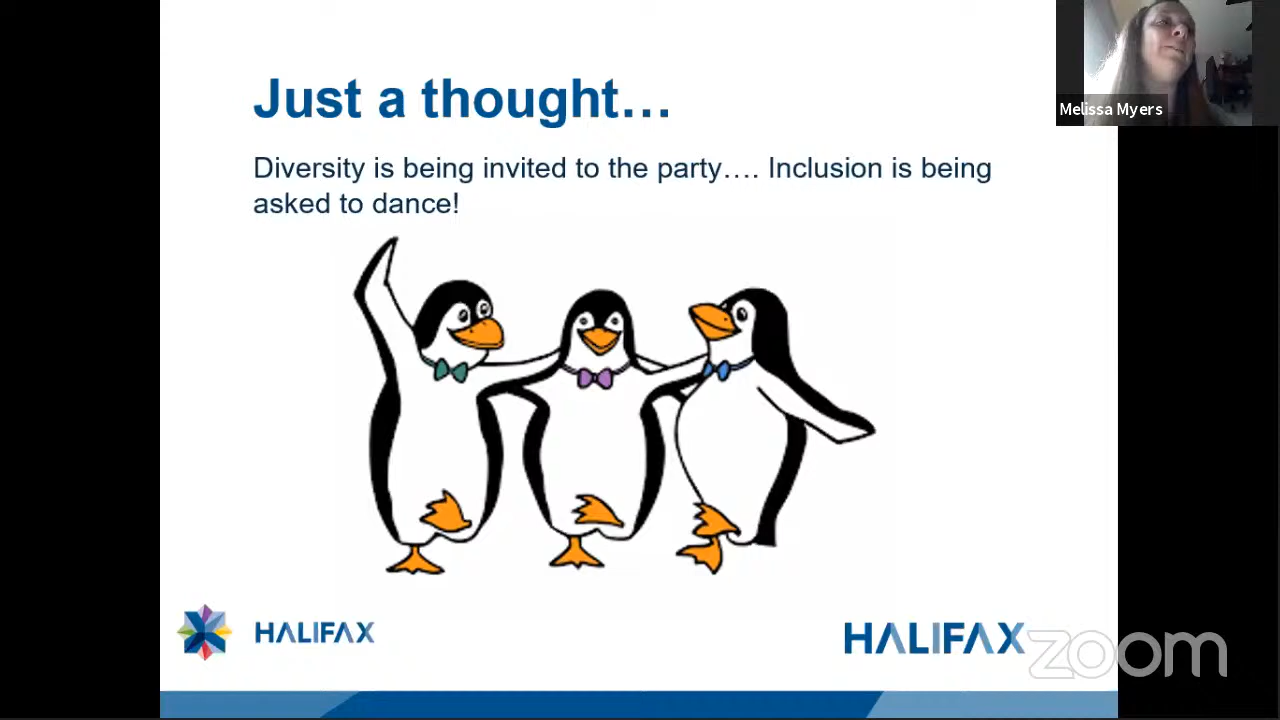 Just a thought…
Diversity is being invited to the party…. Inclusion is being
asked to dance!
Melissa Myers
HALIFAX
HALIFAX
zoom